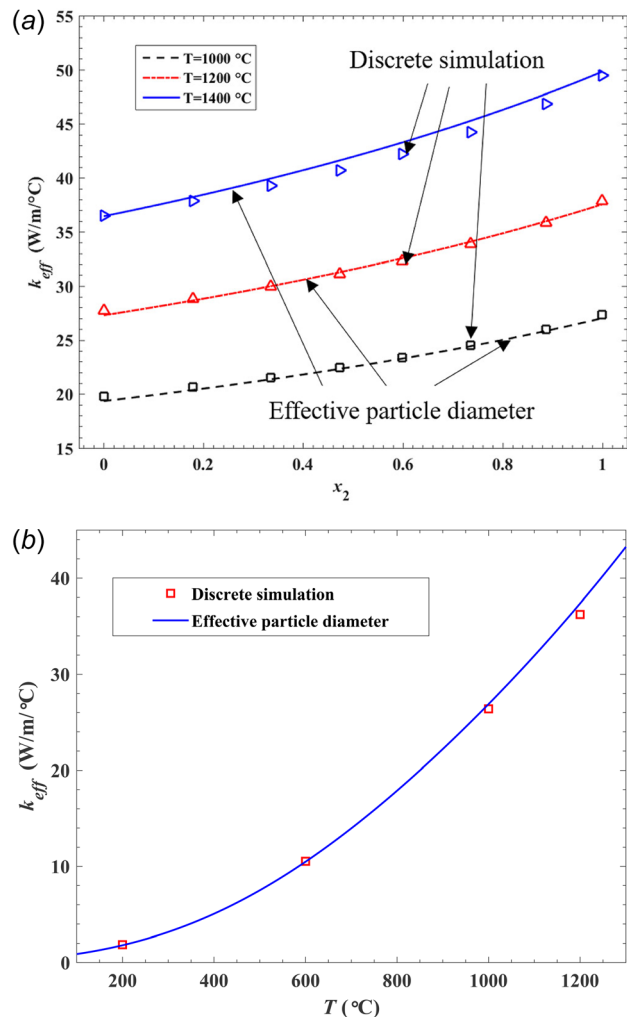 (a)
55
50
45
40
35
30
25
20
15
k_eff (W/m/°C)
T=1000 °C
T=1200 °C
T=1400 °C
Discrete simulation
Effective particle diameter
0 0.2 0.4 0.6 0.8 1
x_2
(b)
40
30
20
10
0
k_eff (W/m/°C)
Discrete simulation
Effective particle diameter
200 400 600 800 1000 1200
T (°C)